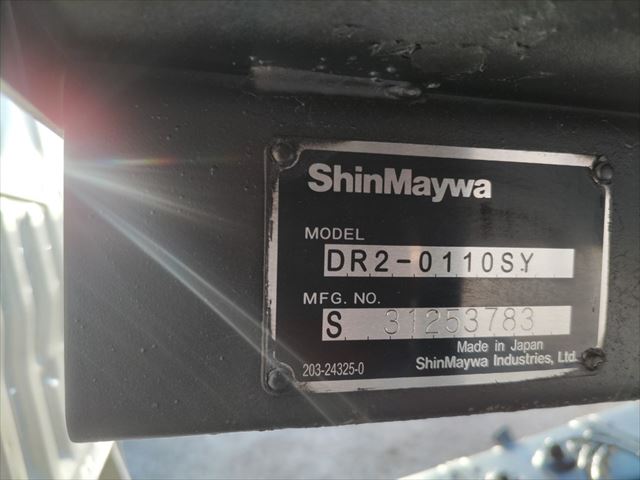 ShinMaywa
MODEL
DR2-0110SY
MFG. NO.
S 31253783
Made in Japan
203-24325-0
ShinMaywa Industries, Ltd.